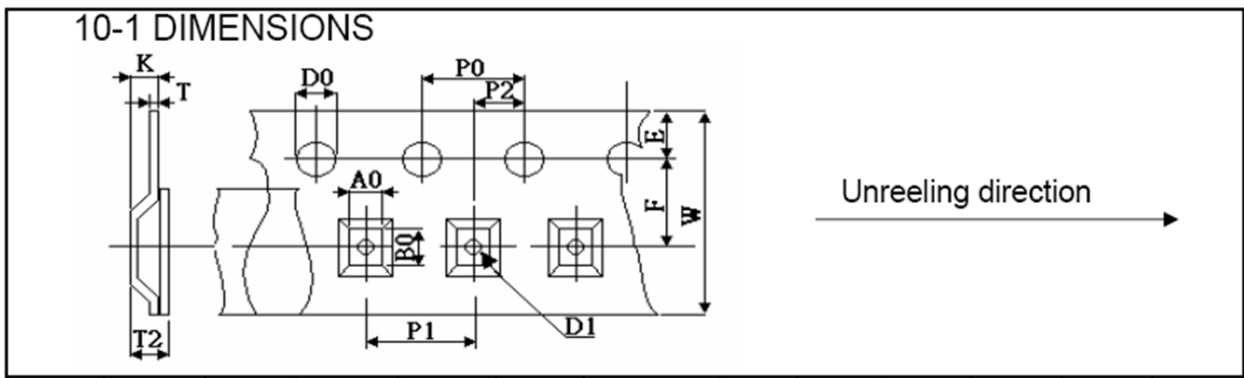 10-1 DIMENSIONS
K
T
D0
P0
P2
E
A0
F
W
B0
Unreeling direction
T2
P1
D1